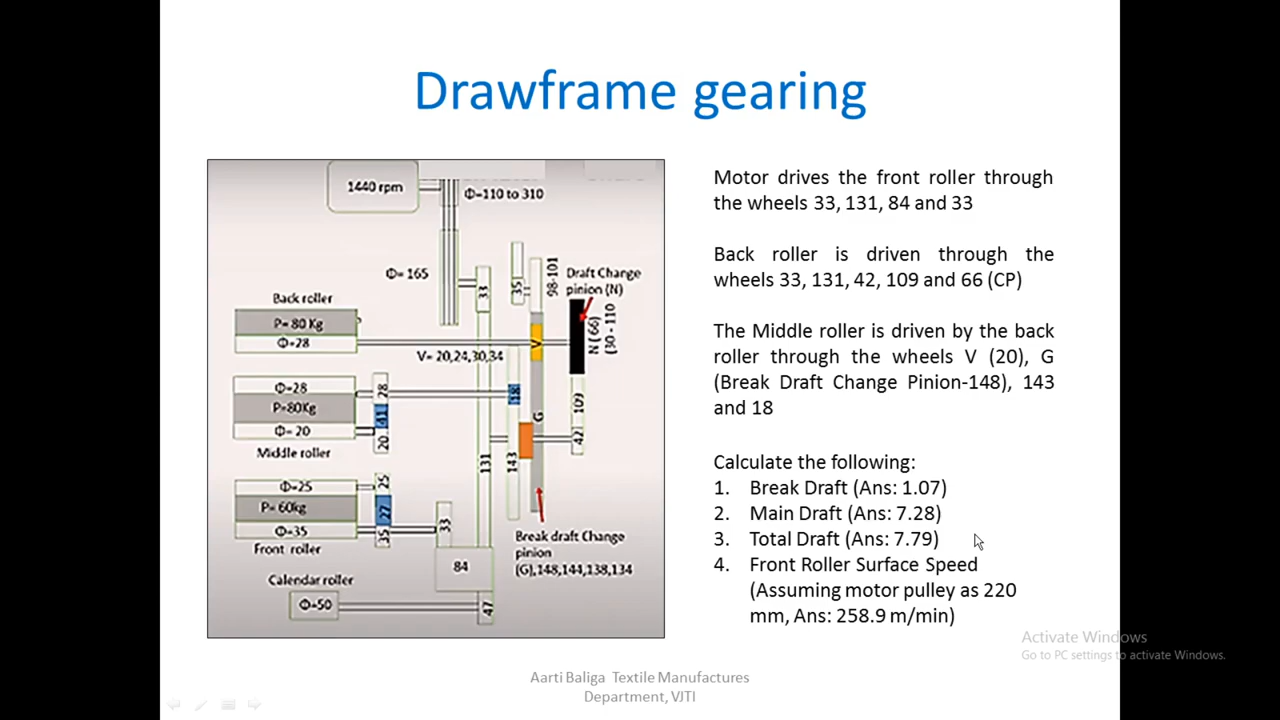 Drawframe gearing
1440 rpm
Φ=110 to 310
Φ= 165
33
35
98-101
Draft Change
pinion (N)
Back roller
P= 80 Kg
Φ=28
V= 20,24,30,34
V
N (66)
(30 - 110
Φ=28
28
P=80Kg
41
Φ= 20
20
Middle roller
18
109
G
42
131
143
Φ=25
25
P= 60kg
27
Φ=35
35
33
Front roller
Break draft Change
pinion
(G),148,144,138,134
84
Calendar roller
Φ=50
47
Motor drives the front roller through
the wheels 33, 131, 84 and 33
Back roller is driven through the
wheels 33, 131, 42, 109 and 66 (CP)
The Middle roller is driven by the back
roller through the wheels V (20), G
(Break Draft Change Pinion-148), 143
and 18
Calculate the following:
1. Break Draft (Ans: 1.07)
2. Main Draft (Ans: 7.28)
3. Total Draft (Ans: 7.79)
4. Front Roller Surface Speed
(Assuming motor pulley as 220
mm, Ans: 258.9 m/min)
Activate Windows
Go to PC settings to activate Windows.
Aarti Baliga Textile Manufactures
Department, VJTI